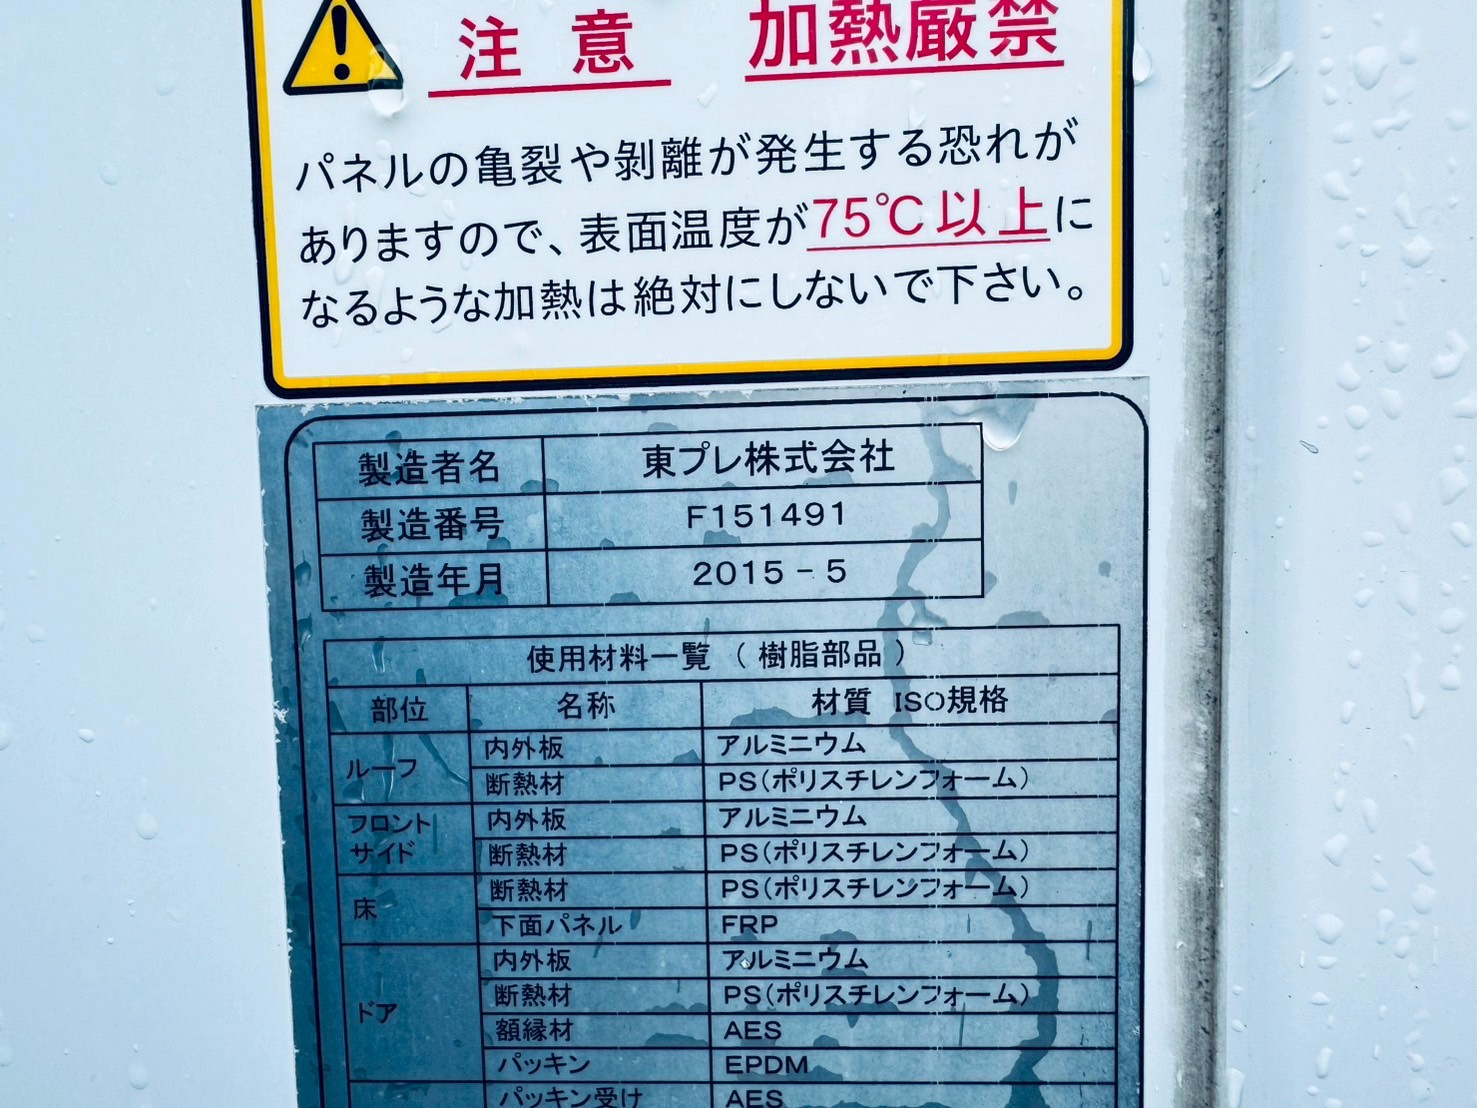 注意 加熱厳禁
パネルの亀裂や剥離が発生する恐れが
ありますので、表面温度が75℃以上に
なるような加熱は絶対にしないで下さい。
製造者名 東プレ株式会社
製造番号 F151491
製造年月 2015-5
使用材料一覧(樹脂部品)
部位 名称 材質 ISO規格
ルーフ 内外板 アルミニウム
断熱材 PS(ポリスチレンフォーム)
フロントサイド 内外板 アルミニウム
断熱材 PS(ポリスチレンフォーム)
床 断熱材 PS(ポリスチレンフォーム)
下面パネル FRP
ドア 内外板 アルミニウム
断熱材 PS(ポリスチレンフォーム)
額縁材 AES
パッキン EPDM
パッキン受け AES